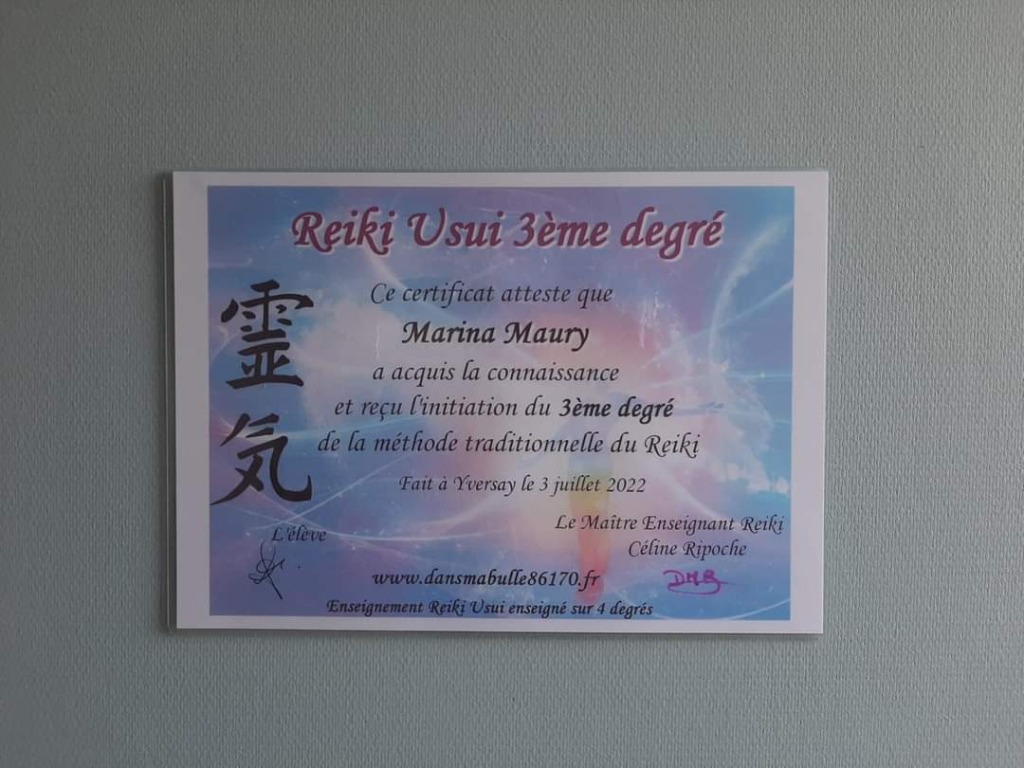 Reiki Usui 3ème degré
霊気
Ce certificat atteste que
Marina Maury
a acquis la connaissance
et reçu l'initiation du 3ème degré
de la méthode traditionnelle du Reiki
Fait à Yversay le 3 juillet 2022
L'élève
Le Maître Enseignant Reiki
Céline Ripoche
DMB
www.dansmabulle86170.fr
Enseignement Reiki Usui enseigné sur 4 degrés